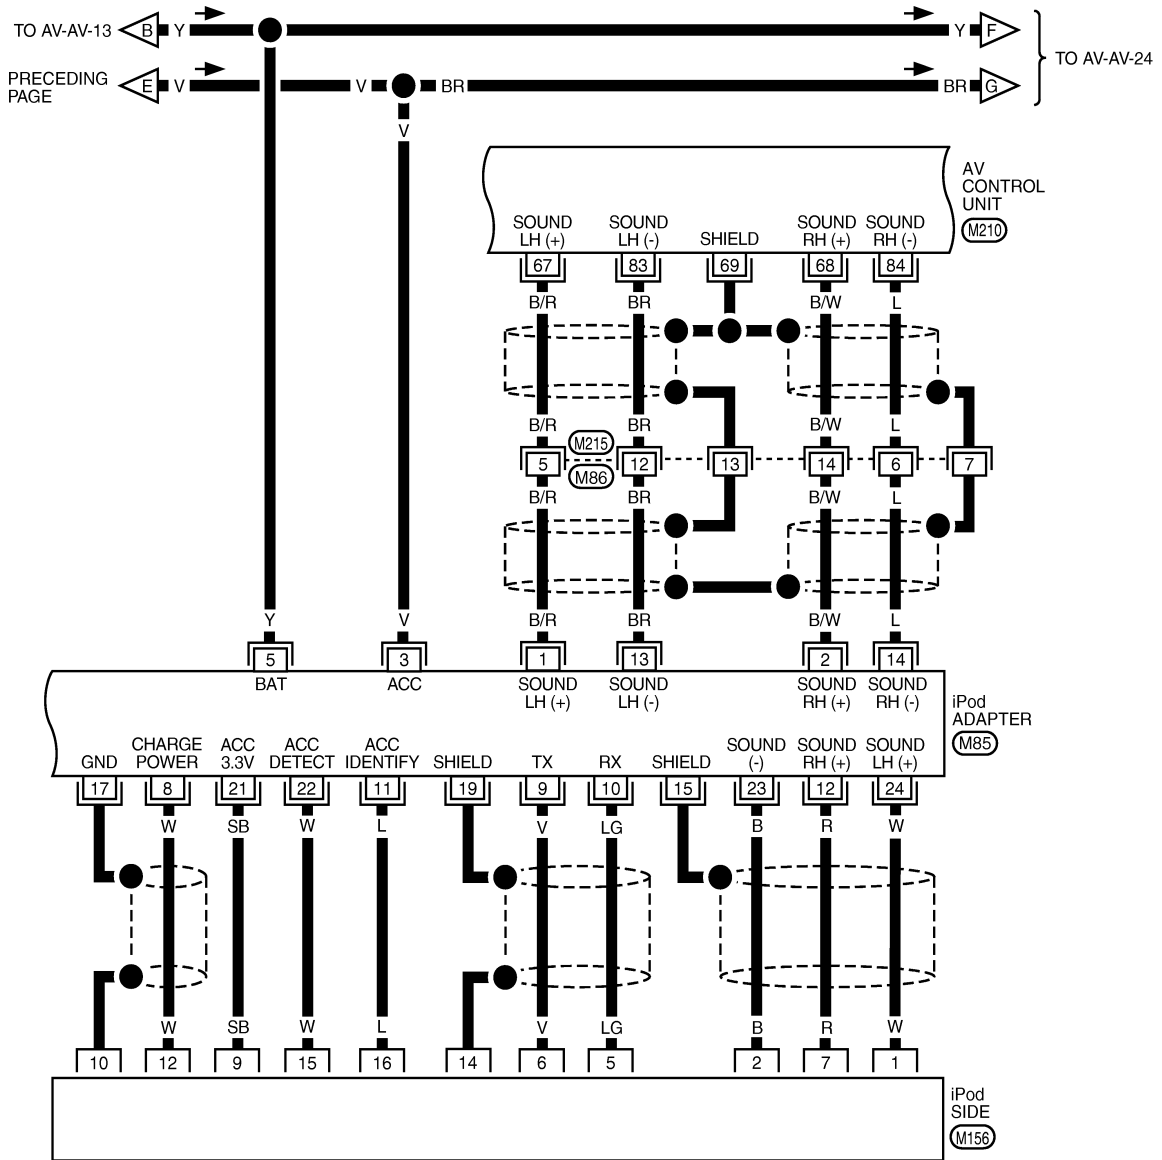 TO AV-AV-13 B Y Y F
TO AV-AV-24
PRECEDING
PAGE
E V V BR BR G
V
AV
CONTROL
UNIT
M210
SOUND
LH (+)
SOUND
LH (-)
SHIELD
SOUND
RH (+)
SOUND
RH (-)
67 83 69 68 84
B/R BR B/W L
B/R BR B/W L
M215
5 12 13 14 6 7
M86
B/R BR B/W L
Y V B/R BR B/W L
5 3 1 13 2 14
BAT
ACC
SOUND
LH (+)
SOUND
LH (-)
SOUND
RH (+)
SOUND
RH (-)
iPod
ADAPTER
M85
GND
CHARGE
POWER
ACC
3.3V
ACC
DETECT
ACC
IDENTIFY
SHIELD
TX
RX
SHIELD
SOUND
(-)
SOUND
RH (+)
SOUND
LH (+)
17 8 21 22 11 19 9 10 15 23 12 24
W SB W L V LG B R W
W SB W L V LG B R W
10 12 9 15 16 14 6 5 2 7 1
iPod
SIDE
M156